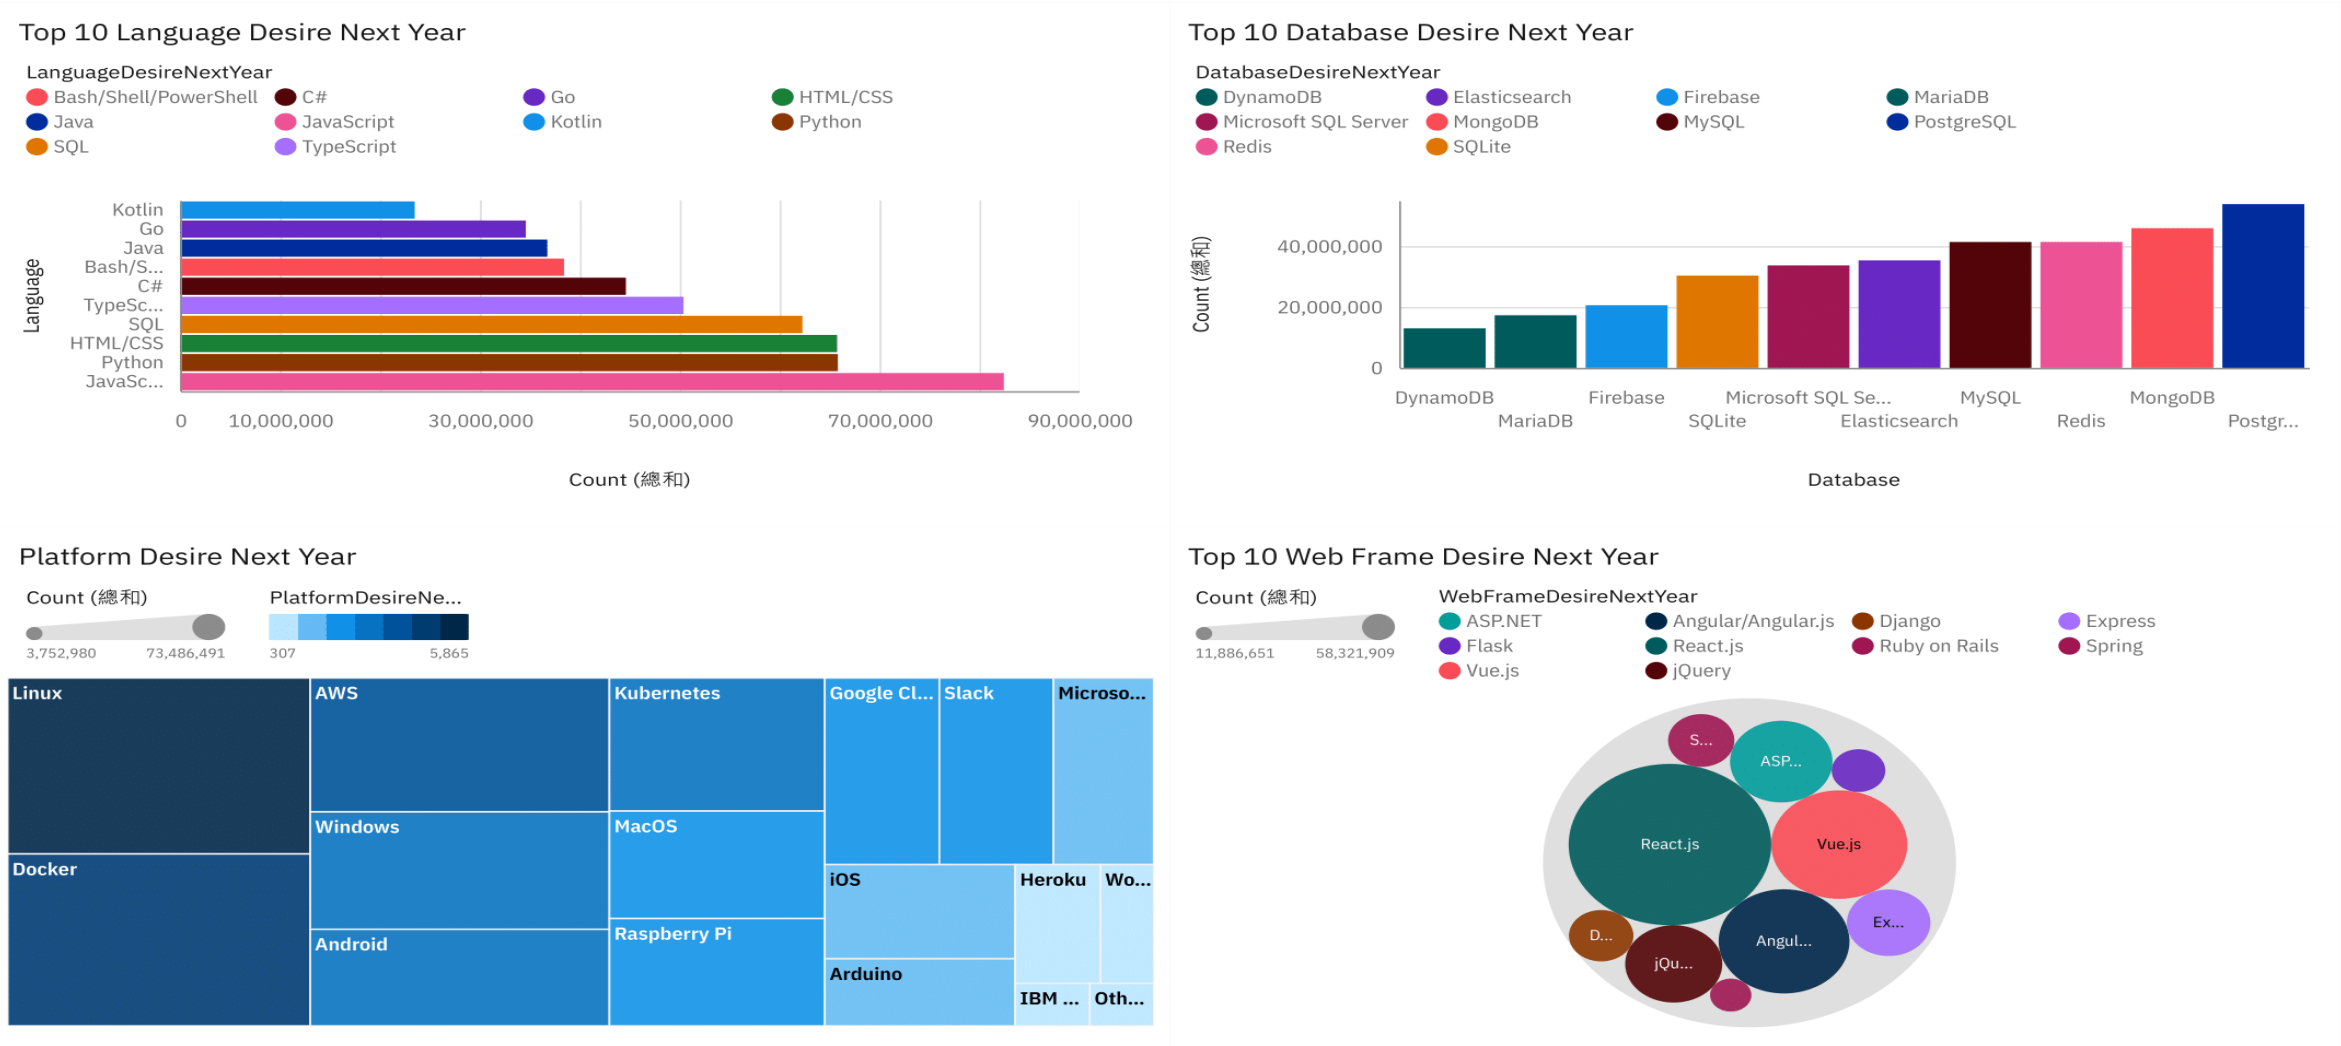 Top 10 Language Desire Next Year
LanguageDesireNextYear
Bash/Shell/PowerShell C# Go HTML/CSS
Java JavaScript Kotlin Python
SQL TypeScript
Language
Kotlin
Go
Java
Bash/S...
C#
TypeSc...
SQL
HTML/CSS
Python
JavaSc...
0 10,000,000 30,000,000 50,000,000 70,000,000 90,000,000
Count (總和)
Top 10 Database Desire Next Year
DatabaseDesireNextYear
DynamoDB Elasticsearch Firebase MariaDB
Microsoft SQL Server MongoDB MySQL PostgreSQL
Redis SQLite
Count (總和)
40,000,000
20,000,000
0
DynamoDB Firebase Microsoft SQL Se... MySQL MongoDB
MariaDB SQLite Elasticsearch Redis Postgr...
Database
Platform Desire Next Year
Count (總和) PlatformDesireNe...
3,752,980 73,486,491 307 5,865
Linux AWS Kubernetes Google Cl... Slack Microso...
Windows MacOS
Docker iOS Heroku Wo...
Android Raspberry Pi
Arduino
IBM ... Oth...
Top 10 Web Frame Desire Next Year
Count (總和) WebFrameDesireNextYear
11,886,651 58,321,909
ASP.NET Angular/Angular.js Django Express
Flask React.js Ruby on Rails Spring
Vue.js jQuery
S...
ASP...
React.js Vue.js
Ex...
D... Angul...
jQu...